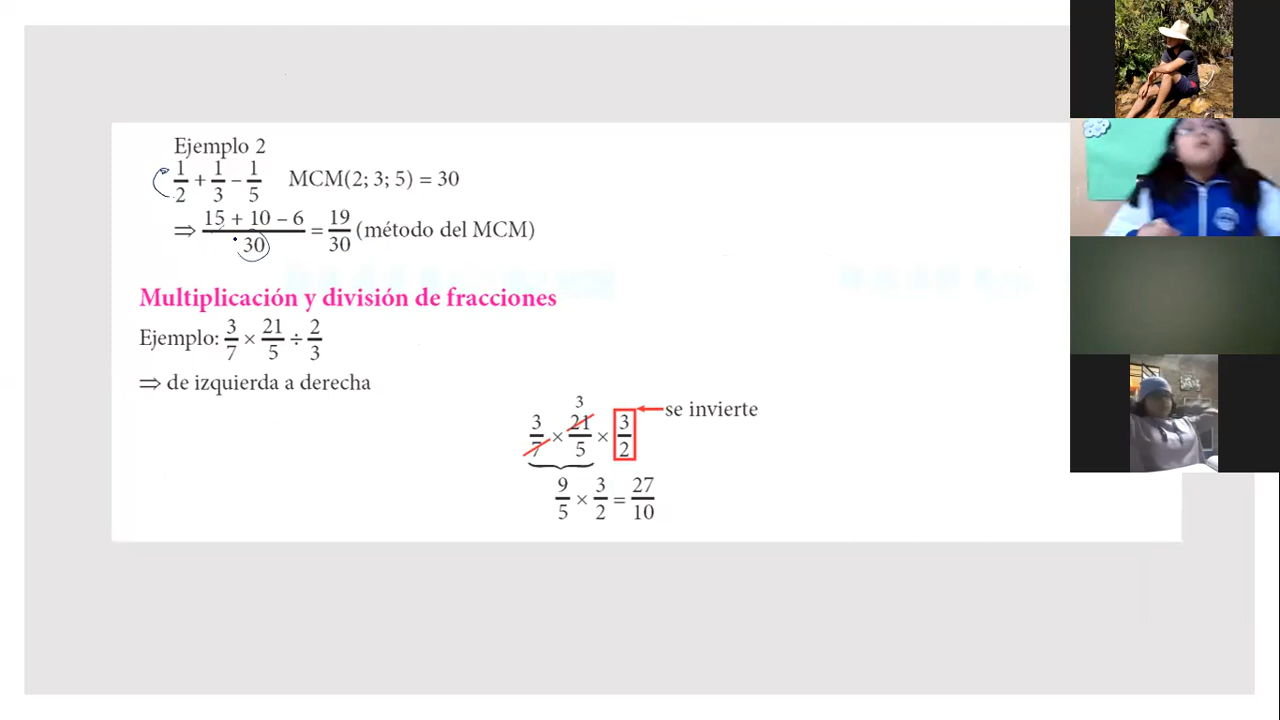 Ejemplo 2
1/2 + 1/3 − 1/5 MCM(2; 3; 5) = 30
⇒ (15 + 10 − 6)/30 = 19/30 (método del MCM)
Multiplicación y división de fracciones
Ejemplo: 3/7 × 21/5 ÷ 2/3
⇒ de izquierda a derecha
3
3/7 × 21/5 × 3/2 se invierte
9/5 × 3/2 = 27/10